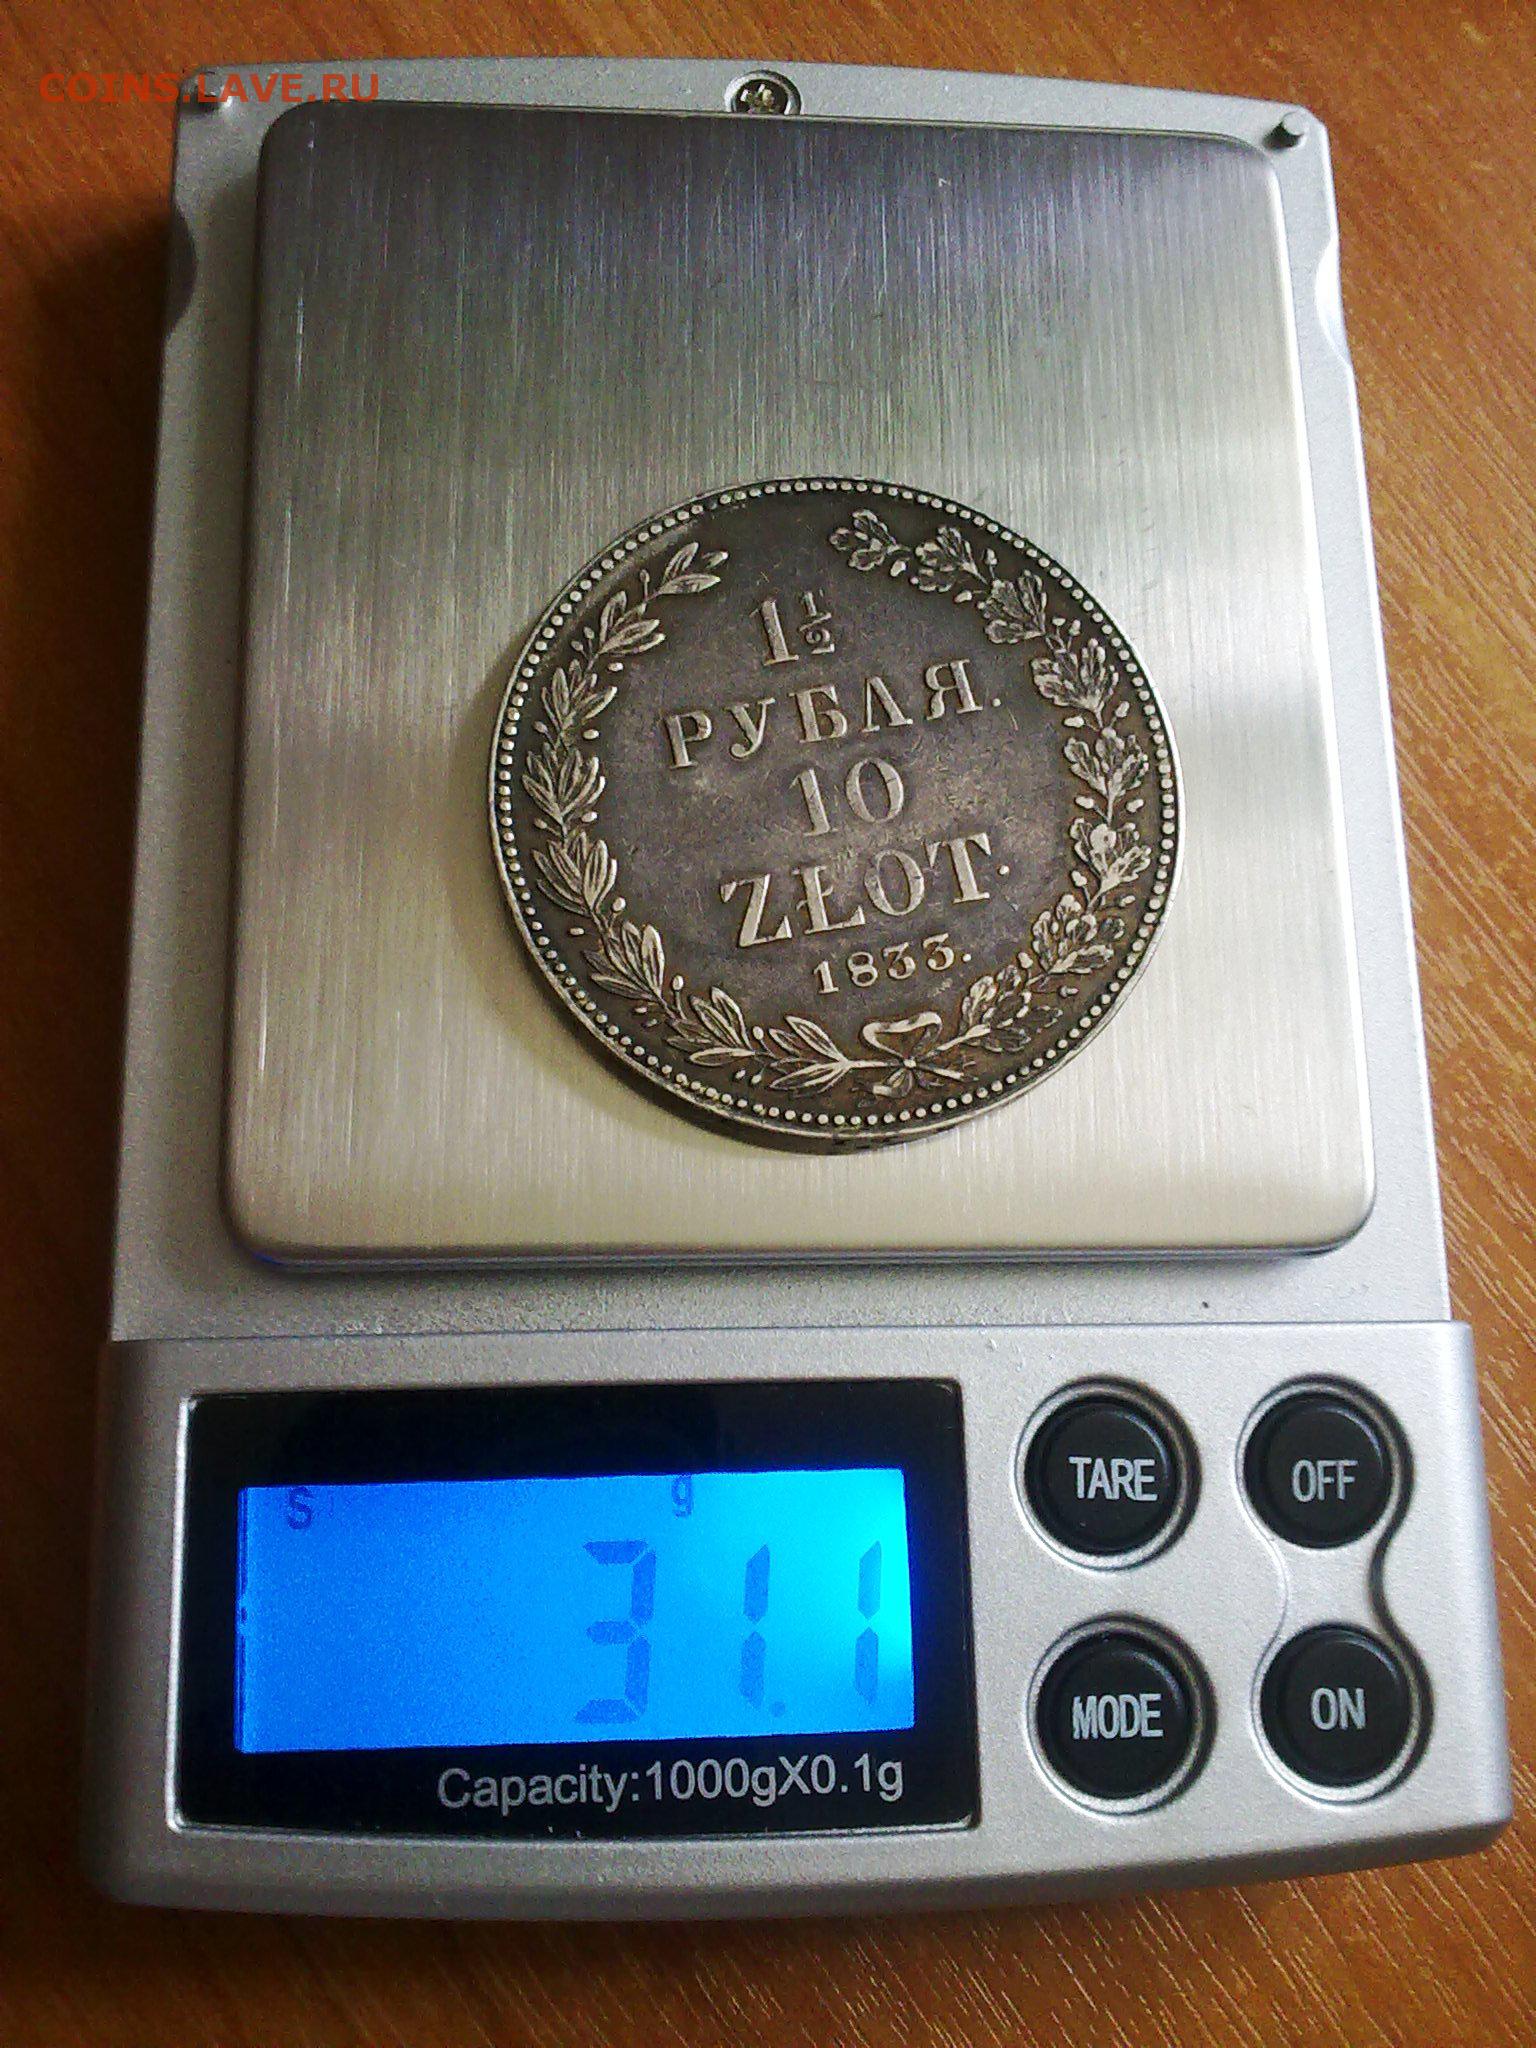 COINS.LAVE.RU
1½
РУБЛЯ.
10
ZŁOT.
1833.
S g
31.1
Capacity:1000gX0.1g
TARE OFF
MODE ON